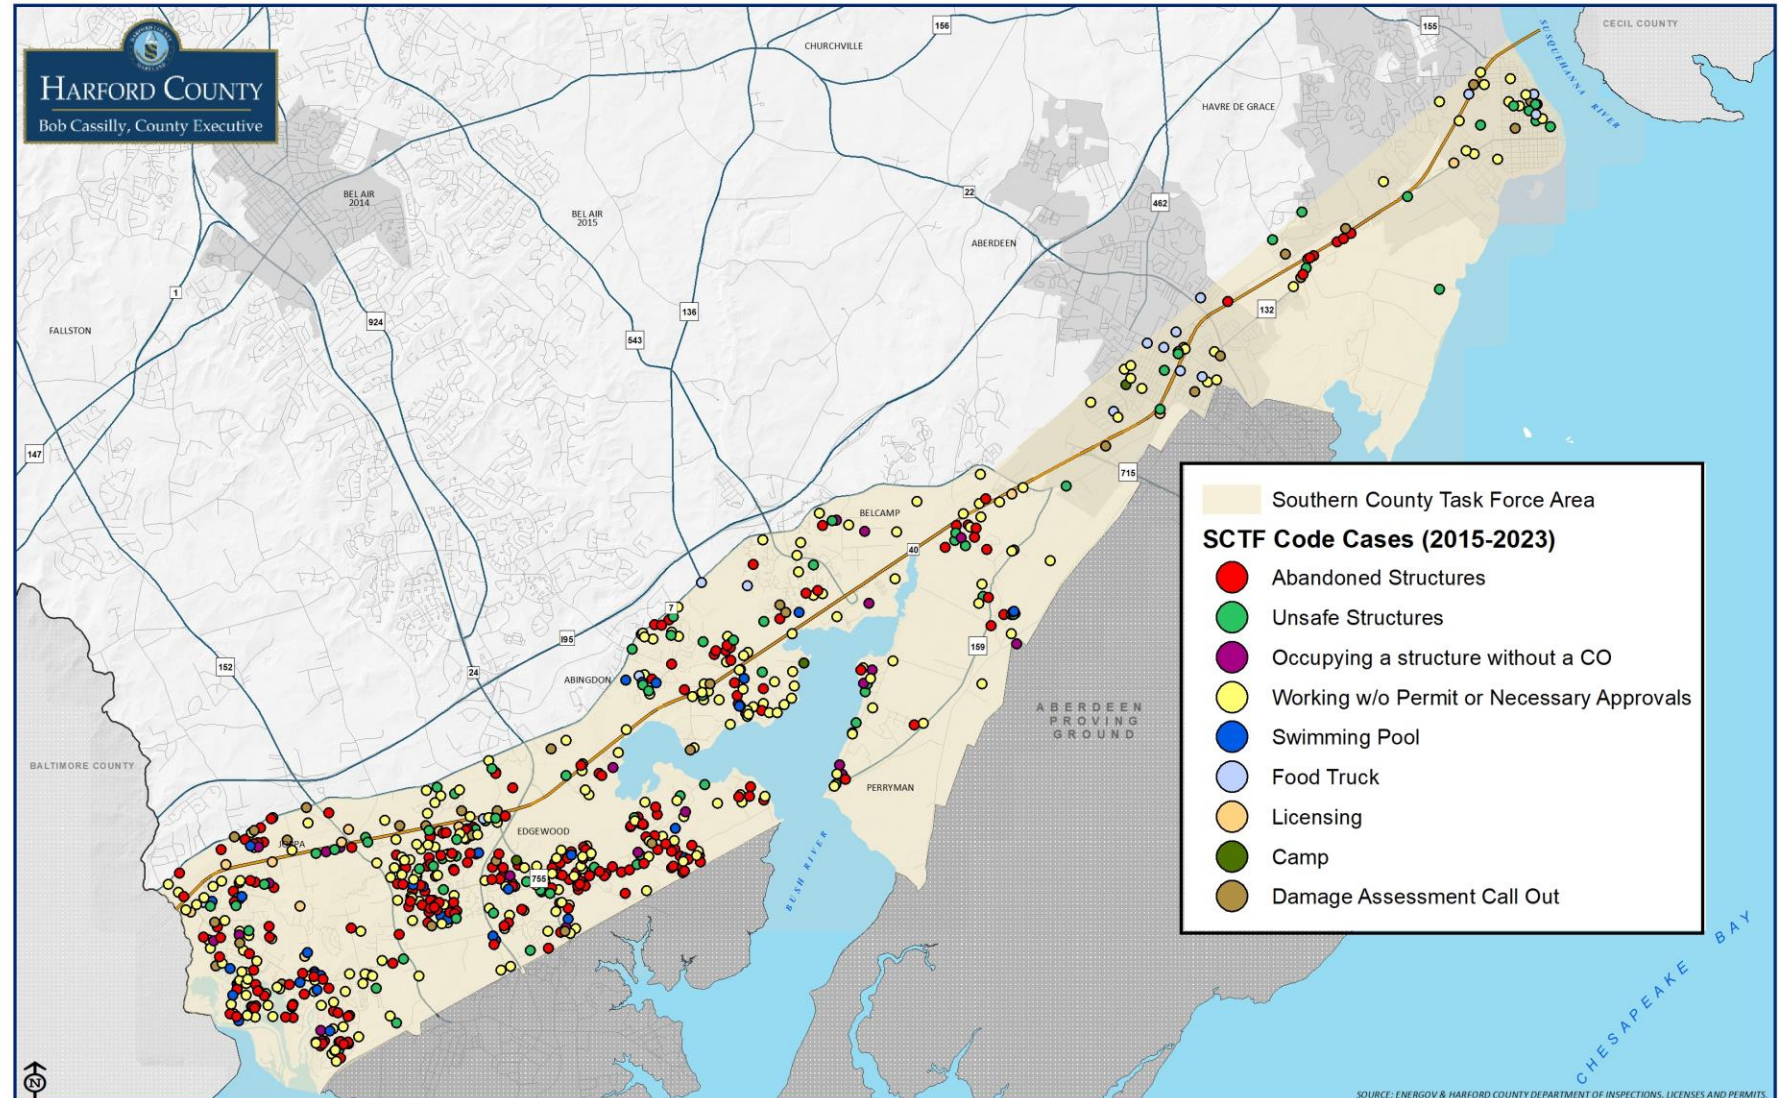 HARFORD COUNTY
Bob Cassilly, County Executive
CHURCHVILLE
156
155
CECIL COUNTY
SUSQUEHANNA RIVER
HAVRE DE GRACE
BEL AIR
2014
BEL AIR
2015
22
462
ABERDEEN
1
924
136
132
FALLSTON
543
147
715
BELCAMP
40
7
I95
159
152
24
ABINGDON
ABERDEEN
PROVING
GROUND
BALTIMORE COUNTY
PERRYMAN
EDGEWOOD
JOPPA
755
BUSH RIVER
CHESAPEAKE BAY
Southern County Task Force Area
SCTF Code Cases (2015-2023)
Abandoned Structures
Unsafe Structures
Occupying a structure without a CO
Working w/o Permit or Necessary Approvals
Swimming Pool
Food Truck
Licensing
Camp
Damage Assessment Call Out
N
SOURCE: ENERGOV & HARFORD COUNTY DEPARTMENT OF INSPECTIONS, LICENSES AND PERMITS.